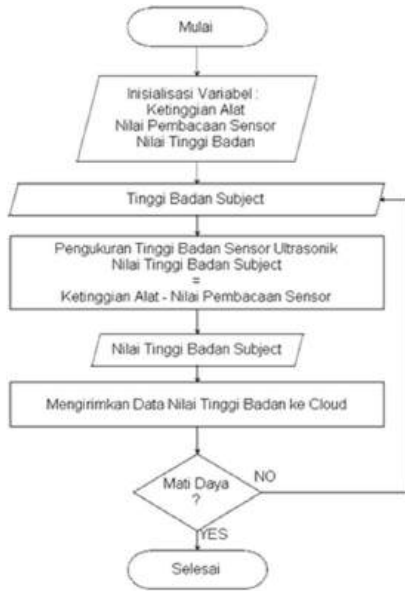 Mulai
Inisialisasi Variabel :
Ketinggian Alat
Nilai Pembacaan Sensor
Nilai Tinggi Badan
Tinggi Badan Subject
Pengukuran Tinggi Badan Sensor Ultrasonik
Nilai Tinggi Badan Subject
=
Ketinggian Alat - Nilai Pembacaan Sensor
Nilai Tinggi Badan Subject
Mengirimkan Data Nilai Tinggi Badan ke Cloud
Mati Daya
?
NO
YES
Selesai